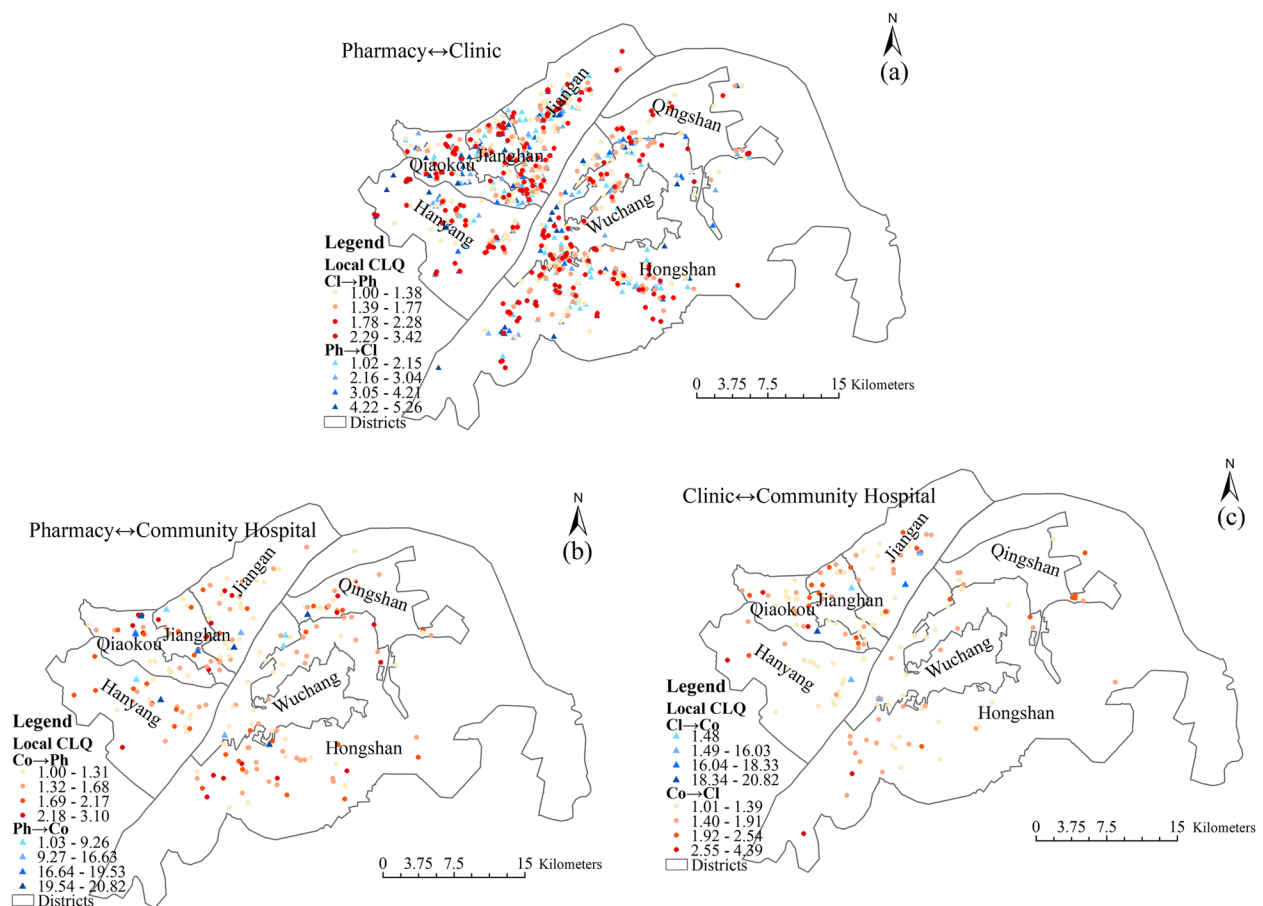 N
Pharmacy↔Clinic
(a)
Jiangan
Qingshan
Jianghan
Qiaokou
Hanyang
Wuchang
Hongshan
Legend
Local CLQ
Cl→Ph
1.00 - 1.38
1.39 - 1.77
1.78 - 2.28
2.29 - 3.42
Ph→Cl
1.02 - 2.15
2.16 - 3.04
3.05 - 4.21
4.22 - 5.26
Districts
0 3.75 7.5 15 Kilometers
N
Pharmacy↔Community Hospital
(b)
Jiangan
Qingshan
Jianghan
Qiaokou
Hanyang
Wuchang
Hongshan
Legend
Local CLQ
Co→Ph
1.00 - 1.31
1.32 - 1.68
1.69 - 2.17
2.18 - 3.10
Ph→Co
1.03 - 9.26
9.27 - 16.63
16.64 - 19.53
19.54 - 20.82
Districts
0 3.75 7.5 15 Kilometers
N
Clinic↔Community Hospital
(c)
Jiangan
Qingshan
Jianghan
Qiaokou
Hanyang
Wuchang
Hongshan
Legend
Local CLQ
Cl→Co
1.48
1.49 - 16.03
16.04 - 18.33
18.34 - 20.82
Co→Cl
1.01 - 1.39
1.40 - 1.91
1.92 - 2.54
2.55 - 4.39
Districts
0 3.75 7.5 15 Kilometers